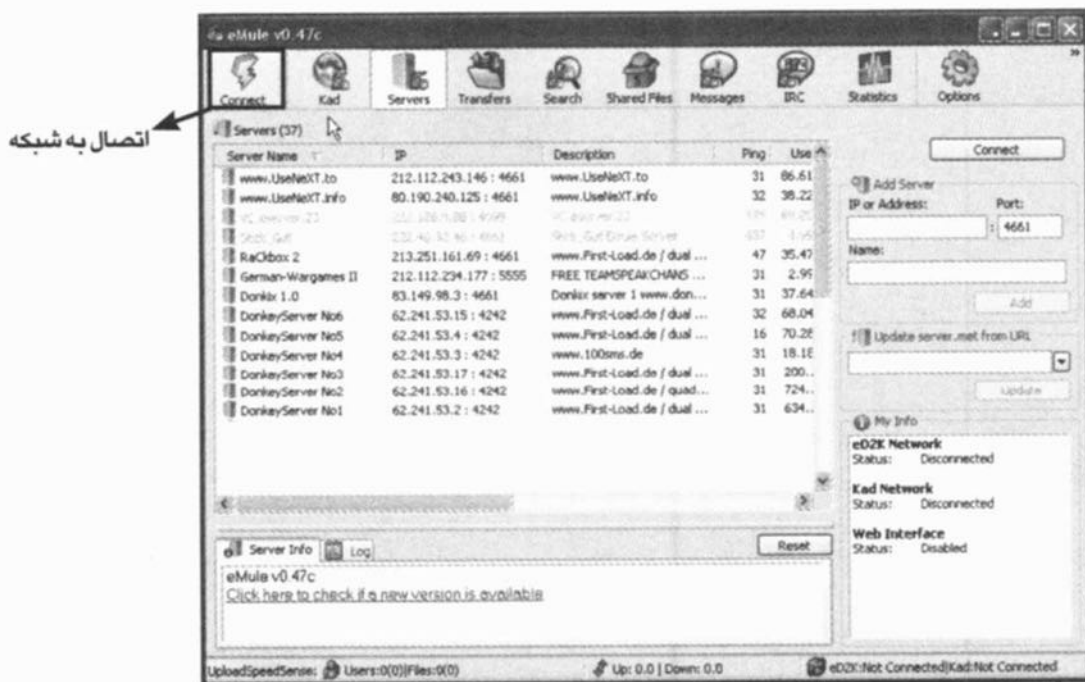 eMule v0.47c
Connect Kad Servers Transfers Search Shared Files Messages IRC Statistics Options »
اتصال به شبکه
Servers (37)
Server Name IP Description Ping Use
www.UseNeXT.to 212.112.243.146 : 4661 www.UseNeXT.to 31 86.61
www.UseNeXT.info 80.190.240.125 : 4661 www.UseNeXT.info 32 38.22
RaCkbox 2 213.251.161.69 : 4661 www.First-Load.de / dual ... 47 35.47
German-Wargames II 212.112.234.177 : 5555 FREE TEAMSPEAKCHANS ... 31 2.99
Donkix 1.0 83.149.98.3 : 4661 Donkix server 1 www.don... 31 37.64
DonkeyServer No6 62.241.53.15 : 4242 www.First-Load.de / dual ... 32 68.04
DonkeyServer No5 62.241.53.4 : 4242 www.First-Load.de / dual ... 16 70.28
DonkeyServer No4 62.241.53.3 : 4242 www.100sms.de 31 18.18
DonkeyServer No3 62.241.53.17 : 4242 www.First-Load.de / dual ... 31 200..
DonkeyServer No2 62.241.53.16 : 4242 www.First-Load.de / quad... 31 724..
DonkeyServer No1 62.241.53.2 : 4242 www.First-Load.de / dual ... 31 634..
Connect
Add Server
IP or Address: Port:
: 4661
Name:
Add
Update server.met from URL
Update
My Info
eD2K Network
Status: Disconnected
Kad Network
Status: Disconnected
Web Interface
Status: Disabled
Server Info Log Reset
eMule v0.47c
Click here to check if a new version is available
UploadSpeedSense: Users:0(0)|Files:0(0) Up: 0.0 | Down: 0.0 eD2K:Not Connected|Kad:Not Connected